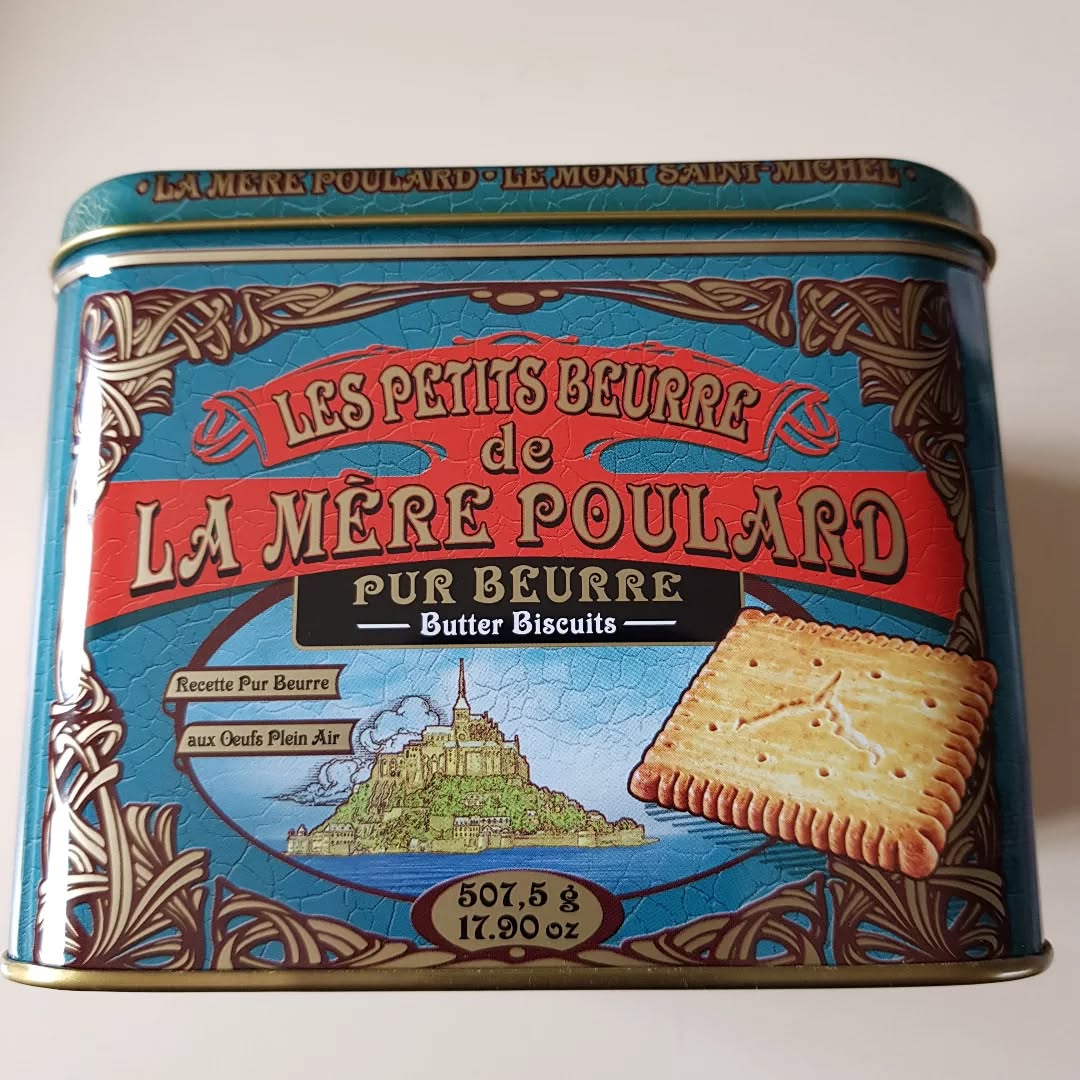 • LA MÈRE POULARD • LE MONT SAINT-MICHEL •
LES PETITS BEURRE
de
LA MÈRE POULARD
PUR BEURRE
Butter Biscuits
Recette Pur Beurre
aux Oeufs Plein Air
507,5 g
17.90 oz